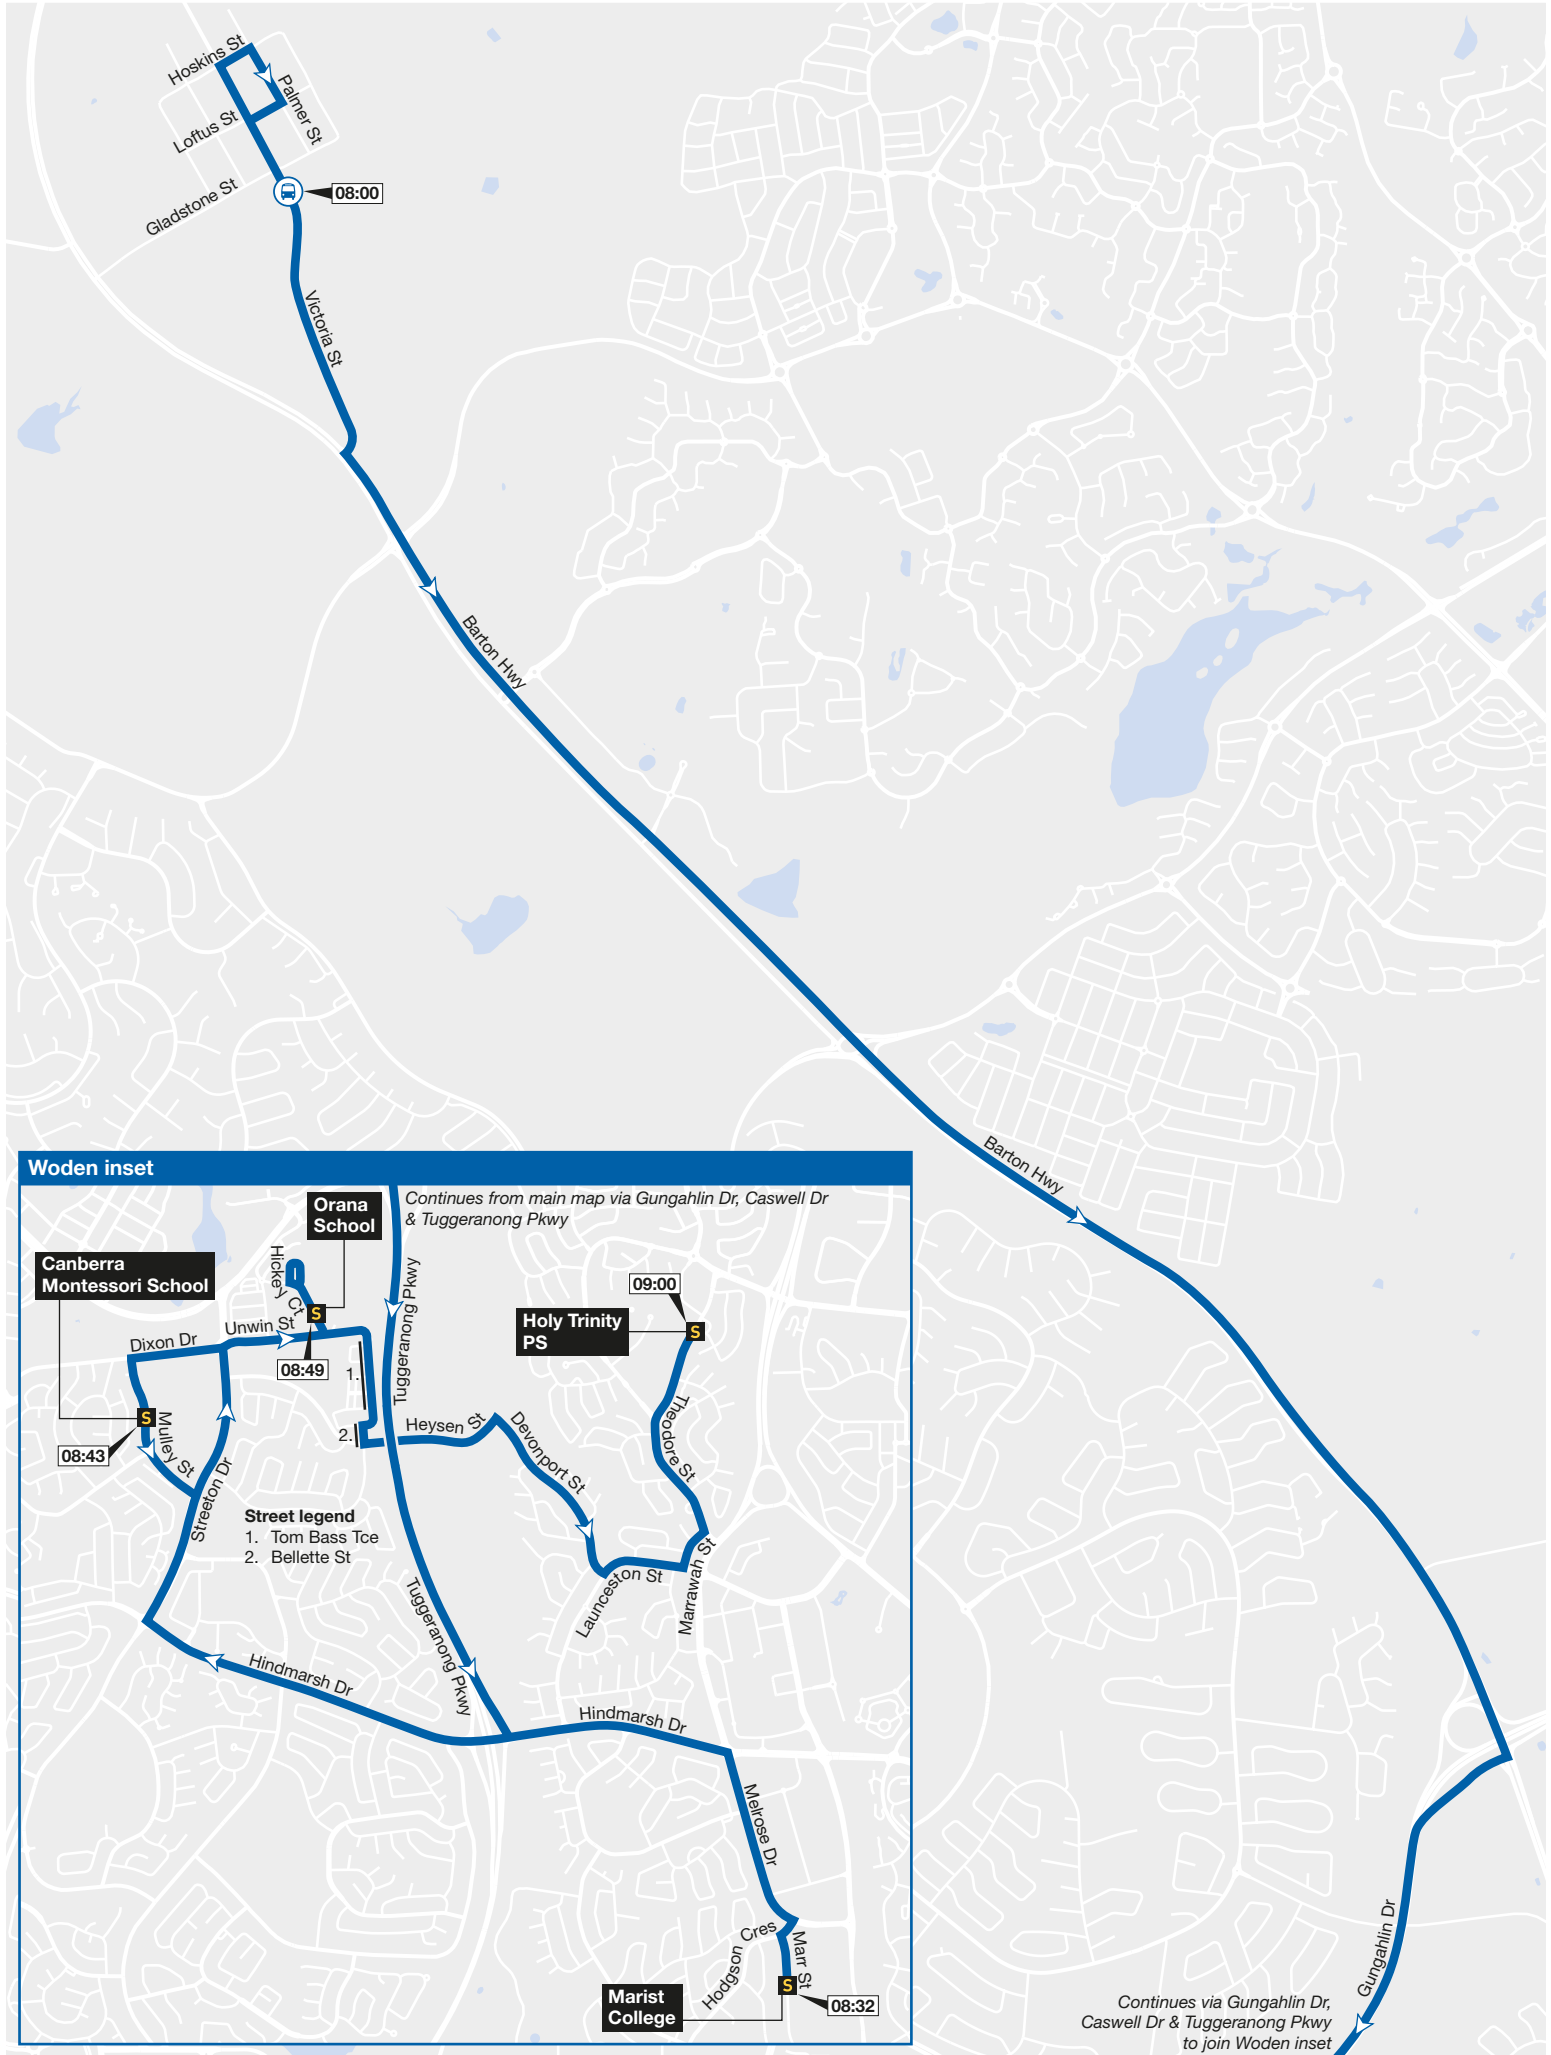 Hoskins St
Palmer St
Loftus St
Gladstone St
08:00
Victoria St
Barton Hwy
Barton Hwy
Gungahlin Dr
Continues via Gungahlin Dr,
Caswell Dr & Tuggeranong Pkwy
to join Woden inset
Woden inset
Continues from main map via Gungahlin Dr, Caswell Dr
& Tuggeranong Pkwy
Orana
School
Canberra
Montessori School
Hickey Ct
S
Tuggeranong Pkwy
09:00
Holy Trinity
PS
S
Dixon Dr
Unwin St
08:49
1.
2.
Heysen St
Devonport St
Theodore St
S
Mulley St
08:43
Streeton Dr
Street legend
1. Tom Bass Tce
2. Bellette St
Launceston St
Marrawah St
Tuggeranong Pkwy
Hindmarsh Dr
Hindmarsh Dr
Melrose Dr
Hodgson Cres
Marr St
S
Marist
College
08:32